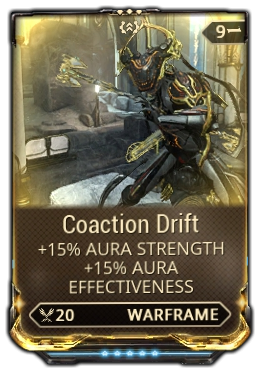 9
Coaction Drift
+15% AURA STRENGTH
+15% AURA
EFFECTIVENESS
20 WARFRAME